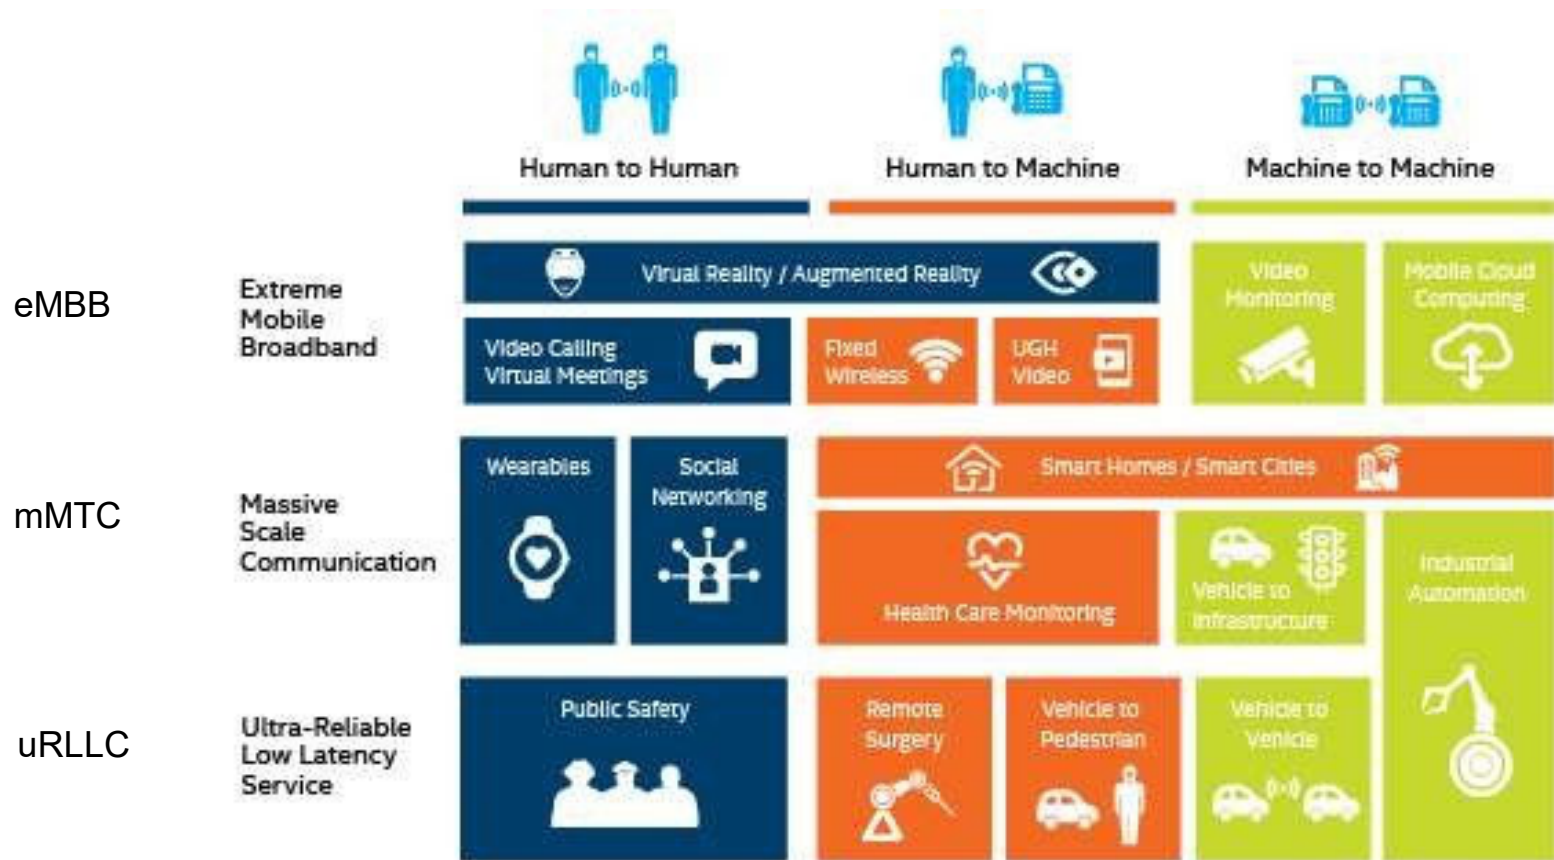 Human to Human
Human to Machine
Machine to Machine
eMBB
Extreme
Mobile
Broadband
Virual Reality / Augmented Reality
Video Calling
Virtual Meetings
Fixed
Wireless
UGH
Video
Video
Monitoring
Mobile Cloud
Computing
mMTC
Massive
Scale
Communication
Wearables
Social
Networking
Smart Homes / Smart Cities
Health Care Monitoring
Vehicle to
Infrastructure
Industrial
Automation
uRLLC
Ultra-Reliable
Low Latency
Service
Public Safety
Remote
Surgery
Vehicle to
Pedestrian
Vehicle to
Vehicle